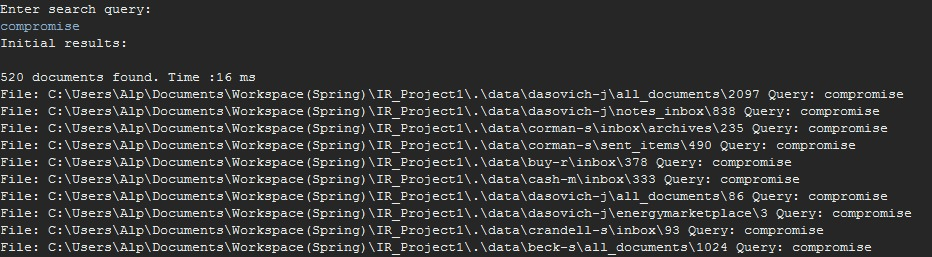 Enter search query:
compromise
Initial results:
520 documents found. Time :16 ms
File: C:\Users\Alp\Documents\Workspace(Spring)\IR_Project1\.\data\dasovich-j\all_documents\2097 Query: compromise
File: C:\Users\Alp\Documents\Workspace(Spring)\IR_Project1\.\data\dasovich-j\notes_inbox\838 Query: compromise
File: C:\Users\Alp\Documents\Workspace(Spring)\IR_Project1\.\data\corman-s\inbox\archives\235 Query: compromise
File: C:\Users\Alp\Documents\Workspace(Spring)\IR_Project1\.\data\corman-s\sent_items\490 Query: compromise
File: C:\Users\Alp\Documents\Workspace(Spring)\IR_Project1\.\data\buy-r\inbox\378 Query: compromise
File: C:\Users\Alp\Documents\Workspace(Spring)\IR_Project1\.\data\cash-m\inbox\333 Query: compromise
File: C:\Users\Alp\Documents\Workspace(Spring)\IR_Project1\.\data\dasovich-j\all_documents\86 Query: compromise
File: C:\Users\Alp\Documents\Workspace(Spring)\IR_Project1\.\data\dasovich-j\energymarketplace\3 Query: compromise
File: C:\Users\Alp\Documents\Workspace(Spring)\IR_Project1\.\data\crandell-s\inbox\93 Query: compromise
File: C:\Users\Alp\Documents\Workspace(Spring)\IR_Project1\.\data\beck-s\all_documents\1024 Query: compromise